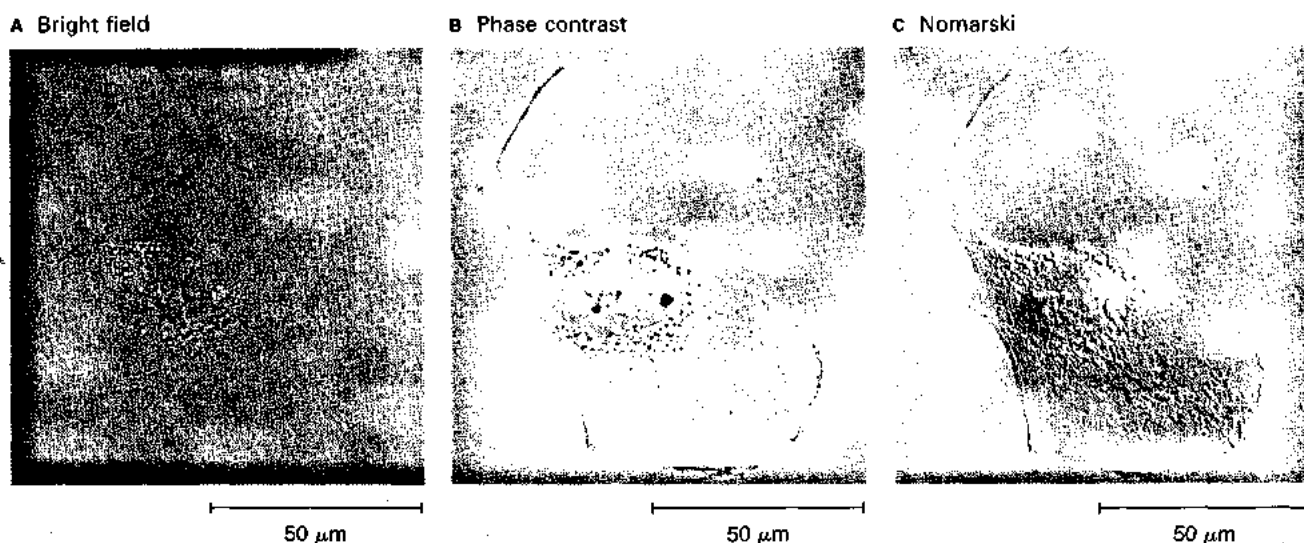 A Bright field
B Phase contrast
C Nomarski
50 μm
50 μm
50 μm